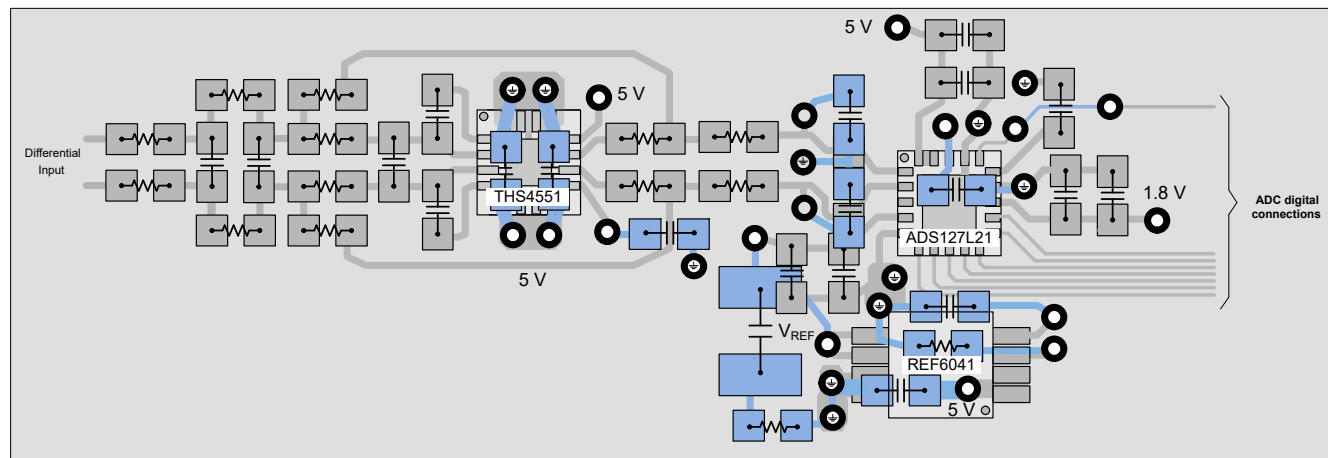 5 V
5 V
Differential
Input
THS4551
1.8 V
ADC digital
connections
ADS127L21
5 V
VREF
REF6041
5 V